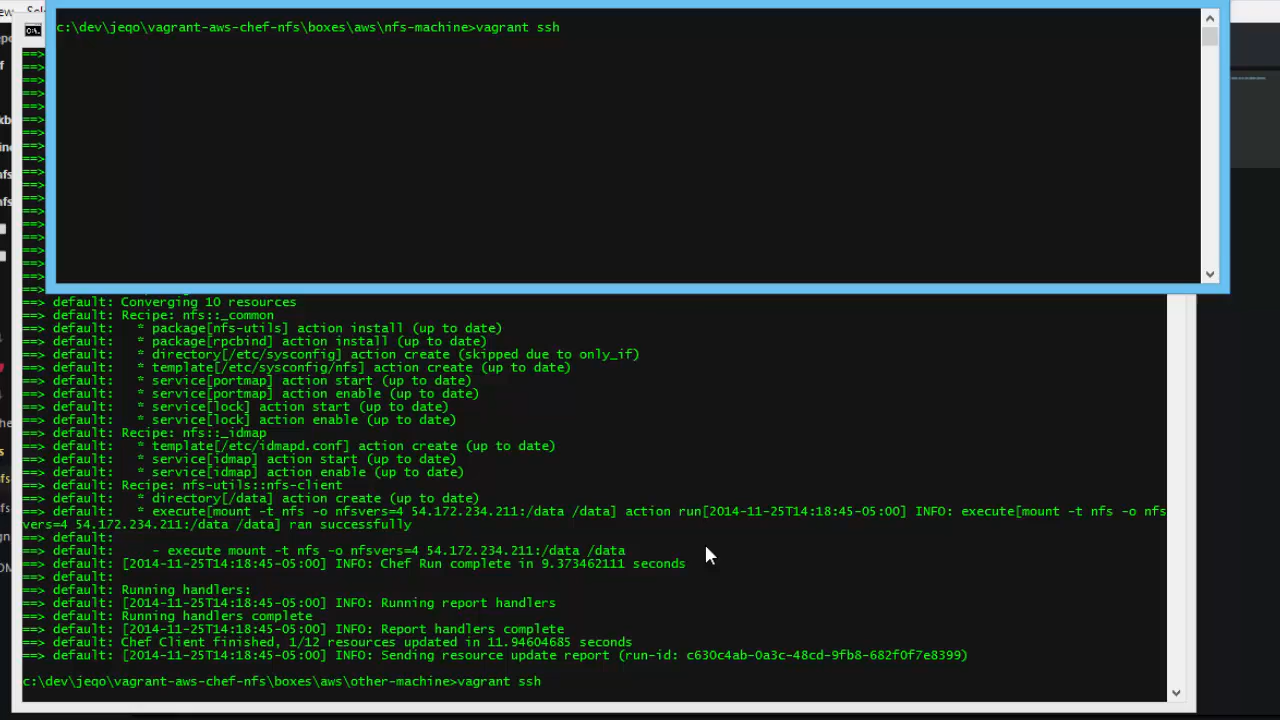 c:\dev\jeqo\vagrant-aws-chef-nfs\boxes\aws\nfs-machine>vagrant ssh
==> default: Converging 10 resources
==> default: Recipe: nfs::_common
==> default:   * package[nfs-utils] action install (up to date)
==> default:   * package[rpcbind] action install (up to date)
==> default:   * directory[/etc/sysconfig] action create (skipped due to only_if)
==> default:   * template[/etc/sysconfig/nfs] action create (up to date)
==> default:   * service[portmap] action start (up to date)
==> default:   * service[portmap] action enable (up to date)
==> default:   * service[lock] action start (up to date)
==> default:   * service[lock] action enable (up to date)
==> default: Recipe: nfs::_idmap
==> default:   * template[/etc/idmapd.conf] action create (up to date)
==> default:   * service[idmap] action start (up to date)
==> default:   * service[idmap] action enable (up to date)
==> default: Recipe: nfs-utils::nfs-client
==> default:   * directory[/data] action create (up to date)
==> default:   * execute[mount -t nfs -o nfsvers=4 54.172.234.211:/data /data] action run[2014-11-25T14:18:45-05:00] INFO: execute[mount -t nfs -o nfs
vers=4 54.172.234.211:/data /data] ran successfully
==> default:
==> default:     - execute mount -t nfs -o nfsvers=4 54.172.234.211:/data /data
==> default: [2014-11-25T14:18:45-05:00] INFO: Chef Run complete in 9.373462111 seconds
==> default:
==> default: Running handlers:
==> default: [2014-11-25T14:18:45-05:00] INFO: Running report handlers
==> default: Running handlers complete
==> default: [2014-11-25T14:18:45-05:00] INFO: Report handlers complete
==> default: Chef Client finished, 1/12 resources updated in 11.94604685 seconds
==> default: [2014-11-25T14:18:45-05:00] INFO: Sending resource update report (run-id: c630c4ab-0a3c-48cd-9fb8-682f0f7e8399)
c:\dev\jeqo\vagrant-aws-chef-nfs\boxes\aws\other-machine>vagrant ssh